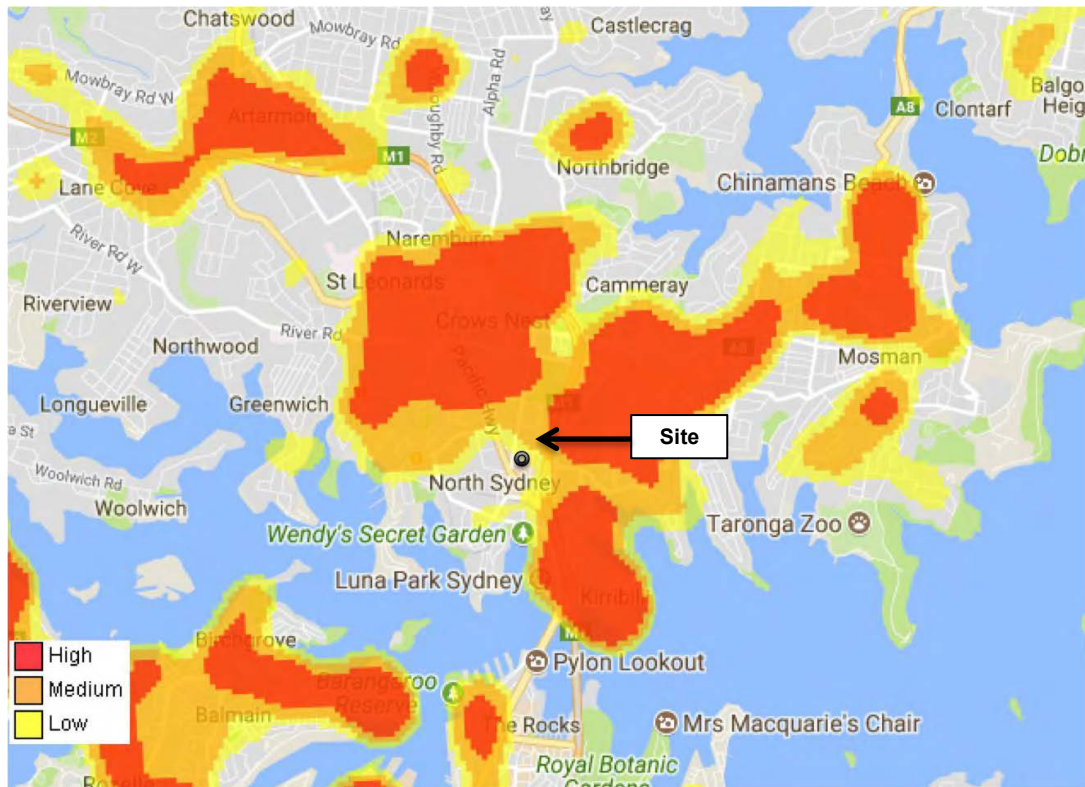 Chatswood
Mowbray Rd
Castlecrag
Mowbray Rd W
Alpha Rd
Artarmon
A8
Clontarf
M2
M1
Northbridge
Lane Cove
Chinamans Beach
Naremburn
River Rd W
St Leonards
Cammeray
Riverview
Crows Nest
River Rd
Northwood
Mosman
Pacific Hwy
Longueville
Greenwich
Site
Woolwich Rd
North Sydney
Woolwich
Taronga Zoo
Wendy's Secret Garden
Luna Park Sydney
Kirribilli
High
Birchgrove
Medium
Pylon Lookout
Barangaroo
Reserve
Low
Balmain
The Rocks
Mrs Macquarie's Chair
Royal Botanic
Gardens